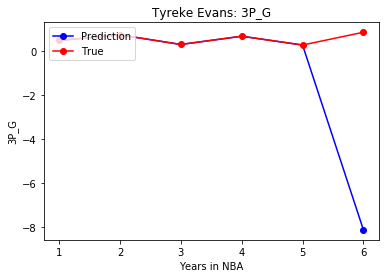 Tyreke Evans: 3P_G
Prediction
True
0
−2
−4
−6
−8
3P_G
1 2 3 4 5 6
Years in NBA